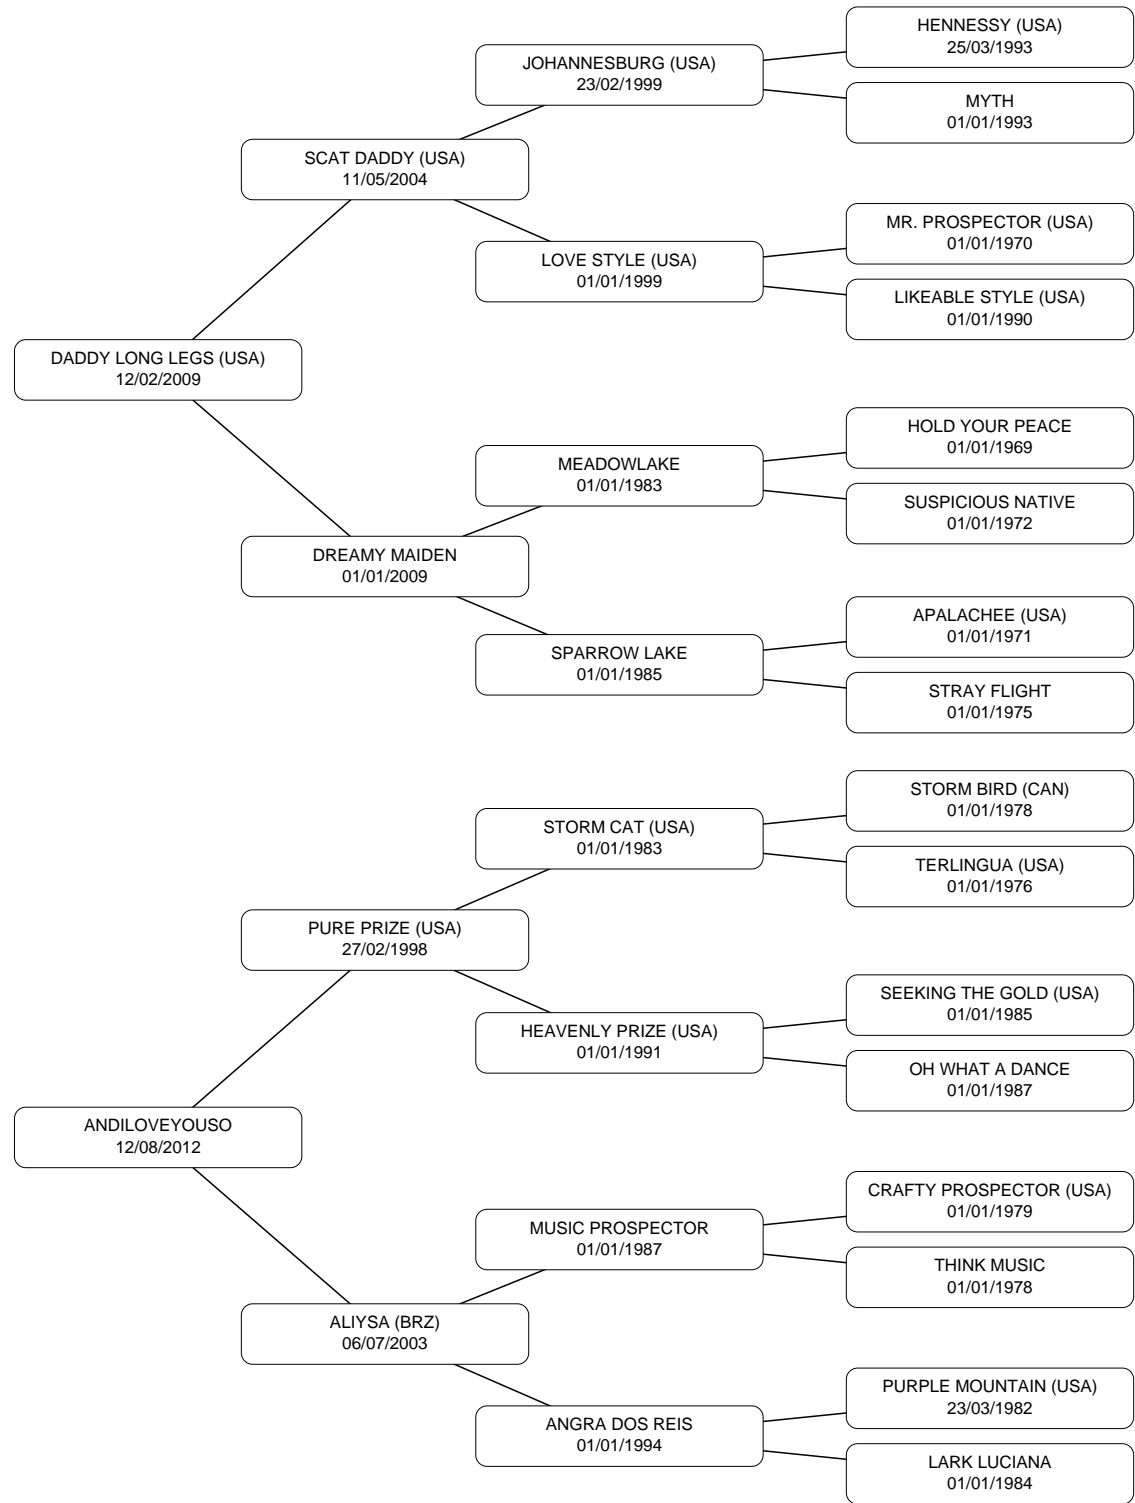 HENNESSY (USA)
25/03/1993
JOHANNESBURG (USA)
23/02/1999
MYTH
01/01/1993
SCAT DADDY (USA)
11/05/2004
MR. PROSPECTOR (USA)
01/01/1970
LOVE STYLE (USA)
01/01/1999
LIKEABLE STYLE (USA)
01/01/1990
DADDY LONG LEGS (USA)
12/02/2009
HOLD YOUR PEACE
01/01/1969
MEADOWLAKE
01/01/1983
SUSPICIOUS NATIVE
01/01/1972
DREAMY MAIDEN
01/01/2009
APALACHEE (USA)
01/01/1971
SPARROW LAKE
01/01/1985
STRAY FLIGHT
01/01/1975
STORM BIRD (CAN)
01/01/1978
STORM CAT (USA)
01/01/1983
TERLINGUA (USA)
01/01/1976
PURE PRIZE (USA)
27/02/1998
SEEKING THE GOLD (USA)
01/01/1985
HEAVENLY PRIZE (USA)
01/01/1991
OH WHAT A DANCE
01/01/1987
ANDILOVEYOUSO
12/08/2012
CRAFTY PROSPECTOR (USA)
01/01/1979
MUSIC PROSPECTOR
01/01/1987
THINK MUSIC
01/01/1978
ALIYSA (BRZ)
06/07/2003
PURPLE MOUNTAIN (USA)
23/03/1982
ANGRA DOS REIS
01/01/1994
LARK LUCIANA
01/01/1984